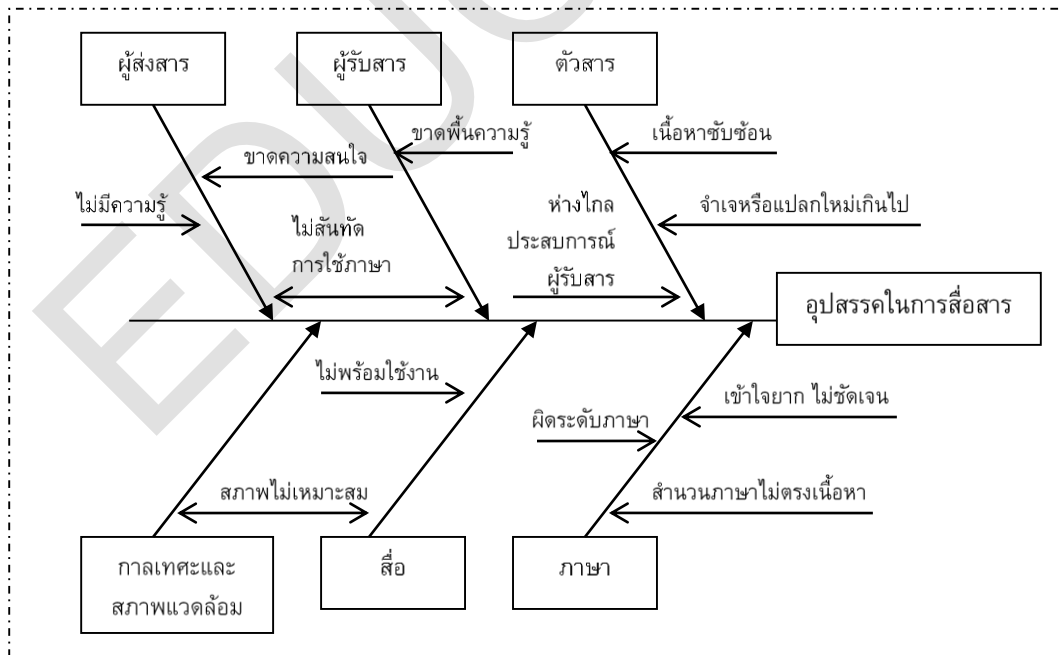 ผู้ส่งสาร
ผู้รับสาร
ตัวสาร
ขาดพื้นความรู้
เนื้อหาซับซ้อน
ขาดความสนใจ
ไม่มีความรู้
ห่างไกล
ประสบการณ์
ผู้รับสาร
จำเจหรือแปลกใหม่เกินไป
ไม่สันทัด
การใช้ภาษา
อุปสรรคในการสื่อสาร
ไม่พร้อมใช้งาน
เข้าใจยาก ไม่ชัดเจน
ผิดระดับภาษา
สภาพไม่เหมาะสม
สำนวนภาษาไม่ตรงเนื้อหา
กาลเทศะและ
สภาพแวดล้อม
สื่อ
ภาษา